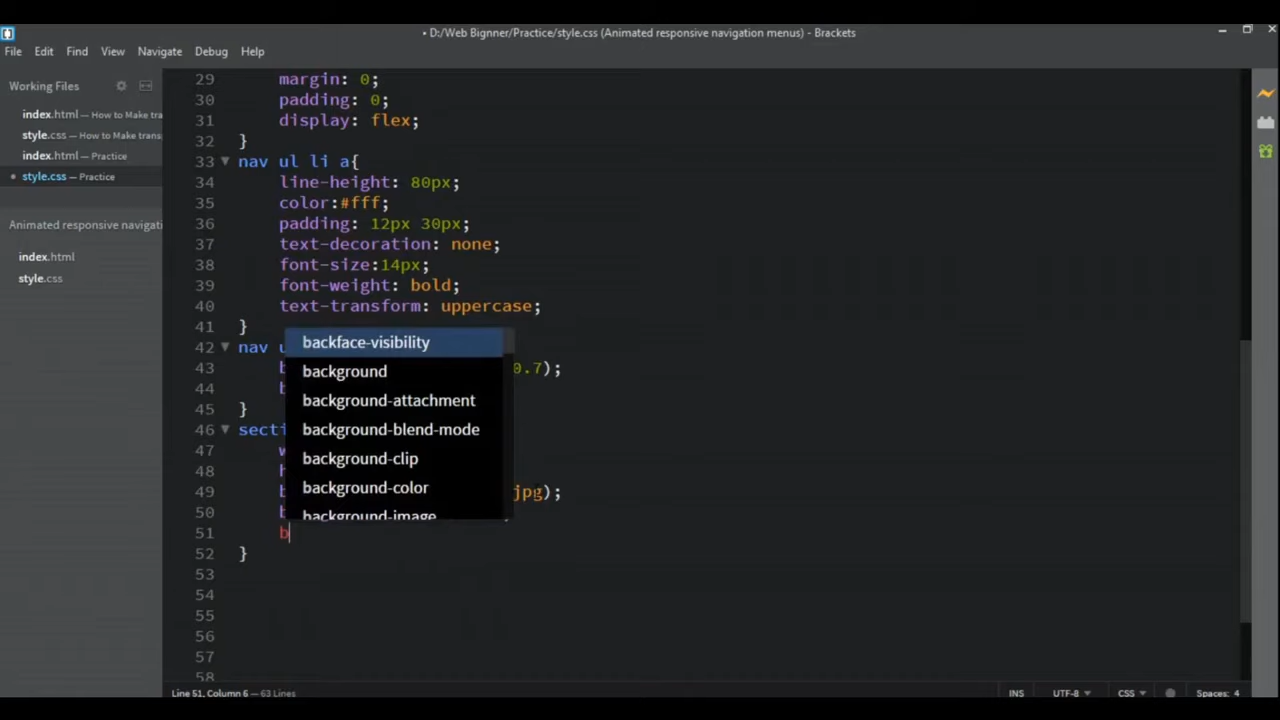 • D:/Web Bignner/Practice/style.css (Animated responsive navigation menus) - Brackets
File Edit Find View Navigate Debug Help
Working Files
index.html — How to Make tra
style.css — How to Make trans
index.html — Practice
• style.css — Practice
Animated responsive navigatio
index.html
style.css
29 margin: 0;
30 padding: 0;
31 display: flex;
32 }
33 nav ul li a{
34 line-height: 80px;
35 color:#fff;
36 padding: 12px 30px;
37 text-decoration: none;
38 font-size:14px;
39 font-weight: bold;
40 text-transform: uppercase;
41 }
42 nav u
43 b 0.7);
44 b
45 }
46 secti
47 w
48 h
49 b jpg);
50 b ;
51 b
52 }
53
54
55
56
57
58
backface-visibility
background
background-attachment
background-blend-mode
background-clip
background-color
background-image
Line 51, Column 6 — 63 Lines
INS UTF-8 CSS Spaces: 4